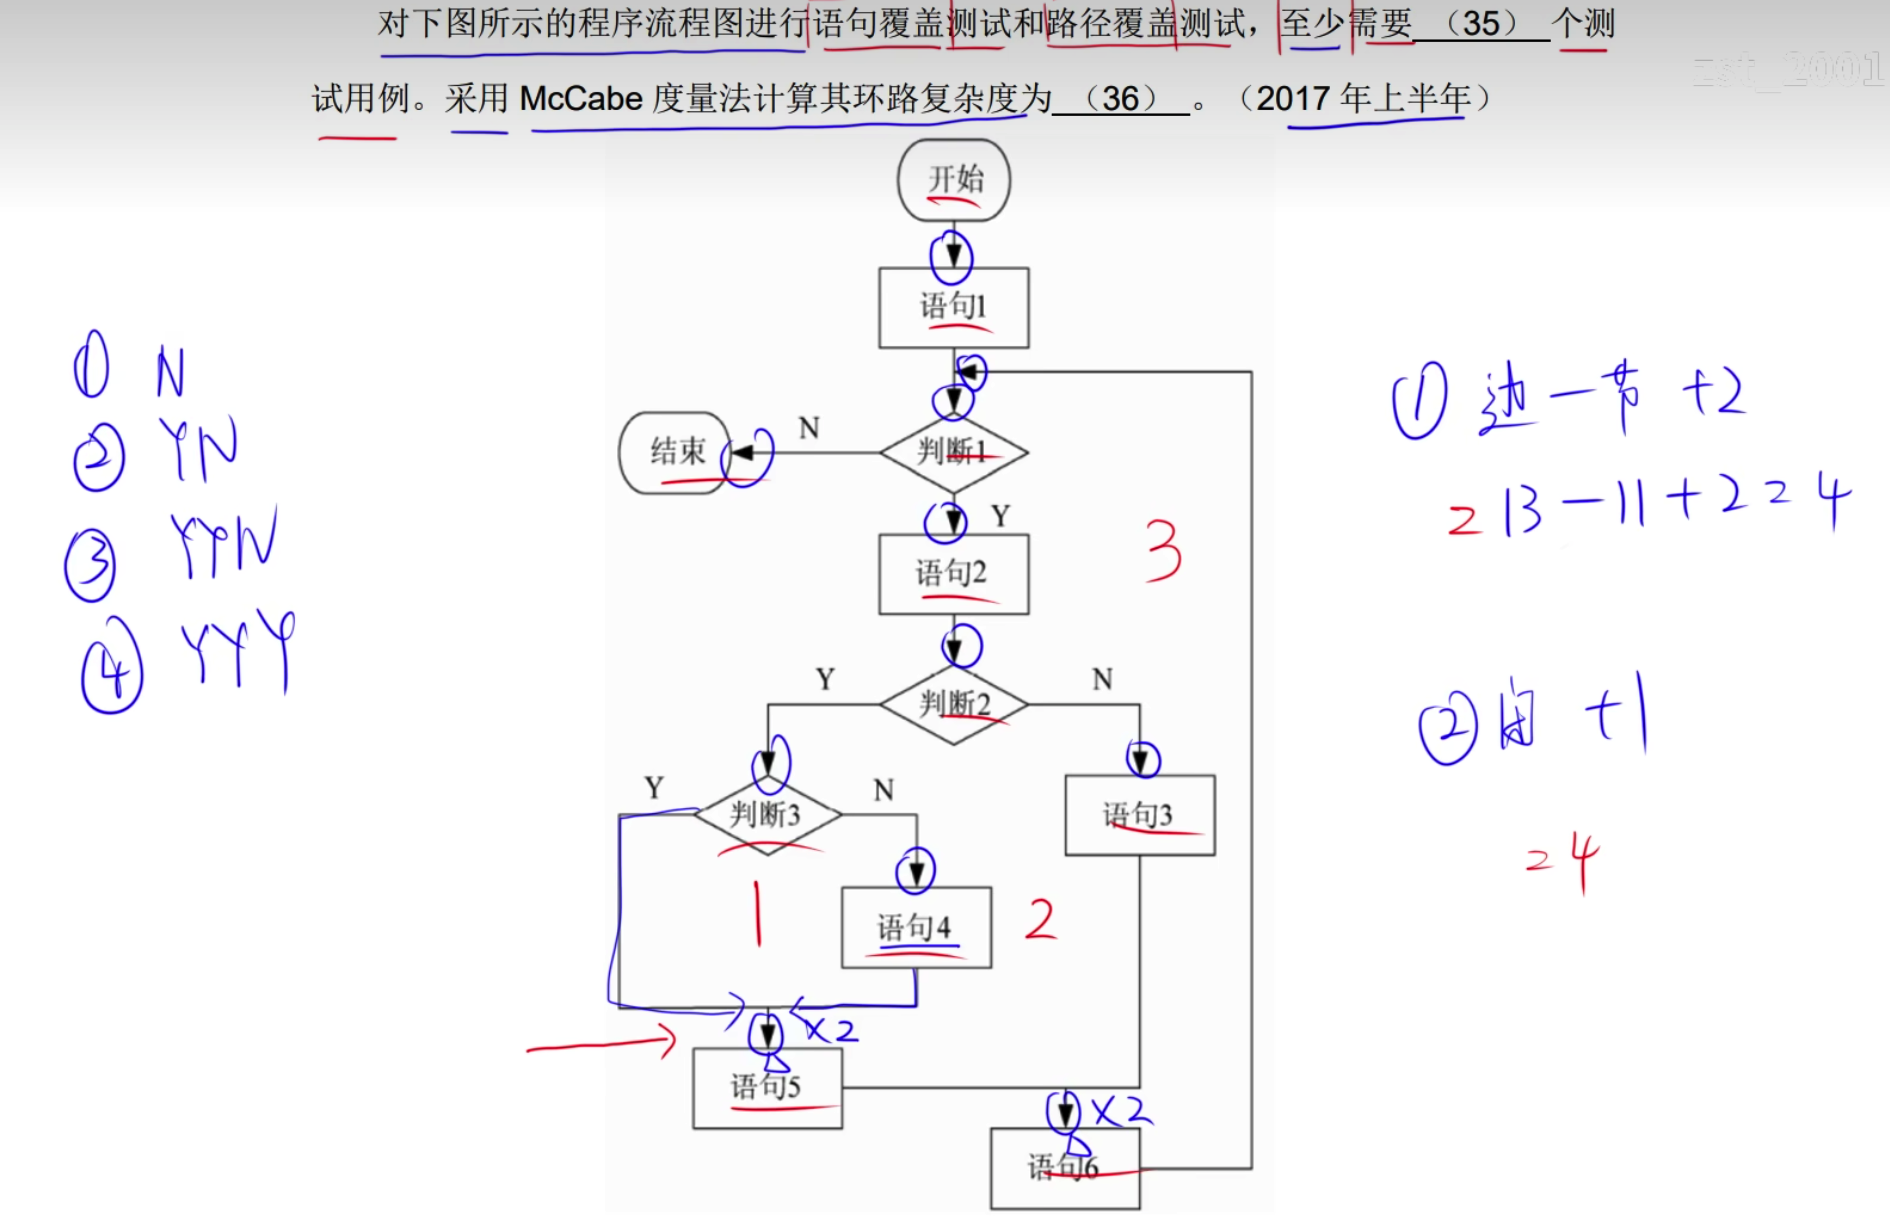 对下图所示的程序流程图进行语句覆盖测试和路径覆盖测试，至少需要 （35） 个测
试用例。采用 McCabe 度量法计算其环路复杂度为 （36） 。（2017 年上半年）
zst_2001
开始
语句1
① N
② YN
③ YYN
④ YYY
结束
N
判断1
Y
语句2
3
① 边－节 +2
= 13 - 11 + 2 = 4
Y
判断2
N
② 闭 +1
= 4
Y
判断3
N
语句3
1
语句4
2
×2
语句5
×2
语句6